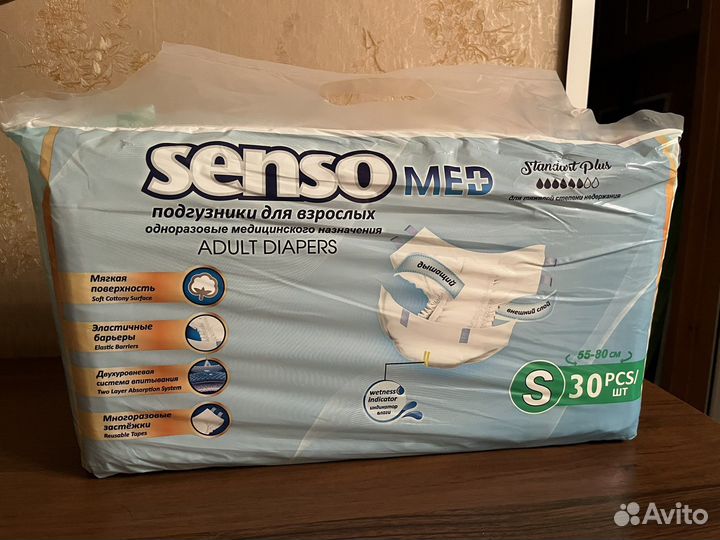 senso MED
Standart Plus
для тяжелой степени недержания
подгузники для взрослых
одноразовые медицинского назначения
ADULT DIAPERS
Мягкая
поверхность
Soft Cottony Surface
Эластичные
барьеры
Elastic Barriers
Двухуровневая
система впитывания
Two Layer Absorption System
Многоразовые
застёжки
Reusable Tapes
дышащий
внешний слой
wetness
indicator
индикатор
влаги
55-80 см
S 30 PCS/
ШТ
Avito